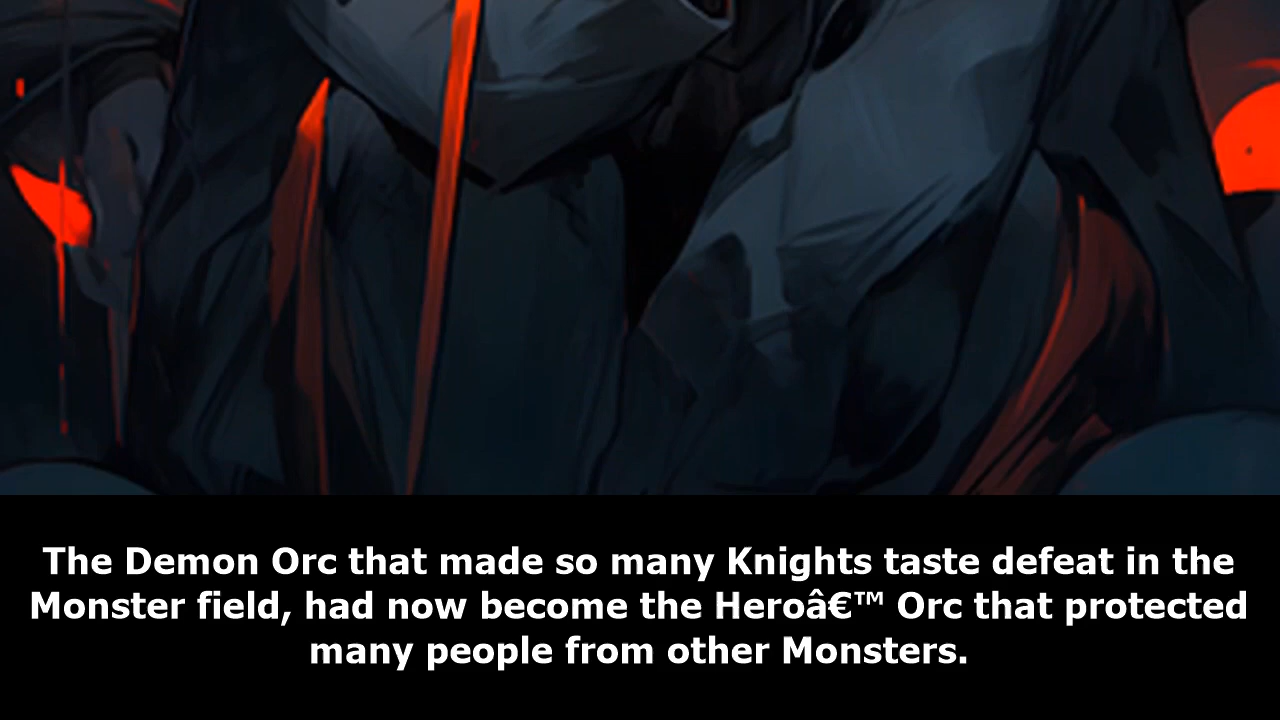 The Demon Orc that made so many Knights taste defeat in the
Monster field, had now become the Heroâ€™ Orc that protected
many people from other Monsters.